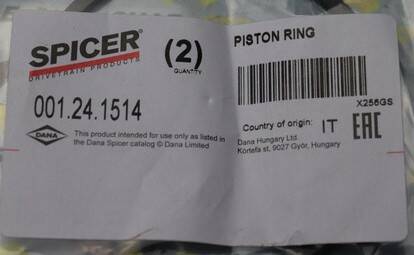 SPICER®
DRIVETRAIN PRODUCTS
(2)
QUANTITY
001.24.1514
DANA
This product intended for use only as listed in
the Dana Spicer catalog © Dana Limited
PISTON RING
X256GS
Country of origin: IT
EAC
Dana Hungary Ltd.
Kortefa st, 9027 Győr, Hungary